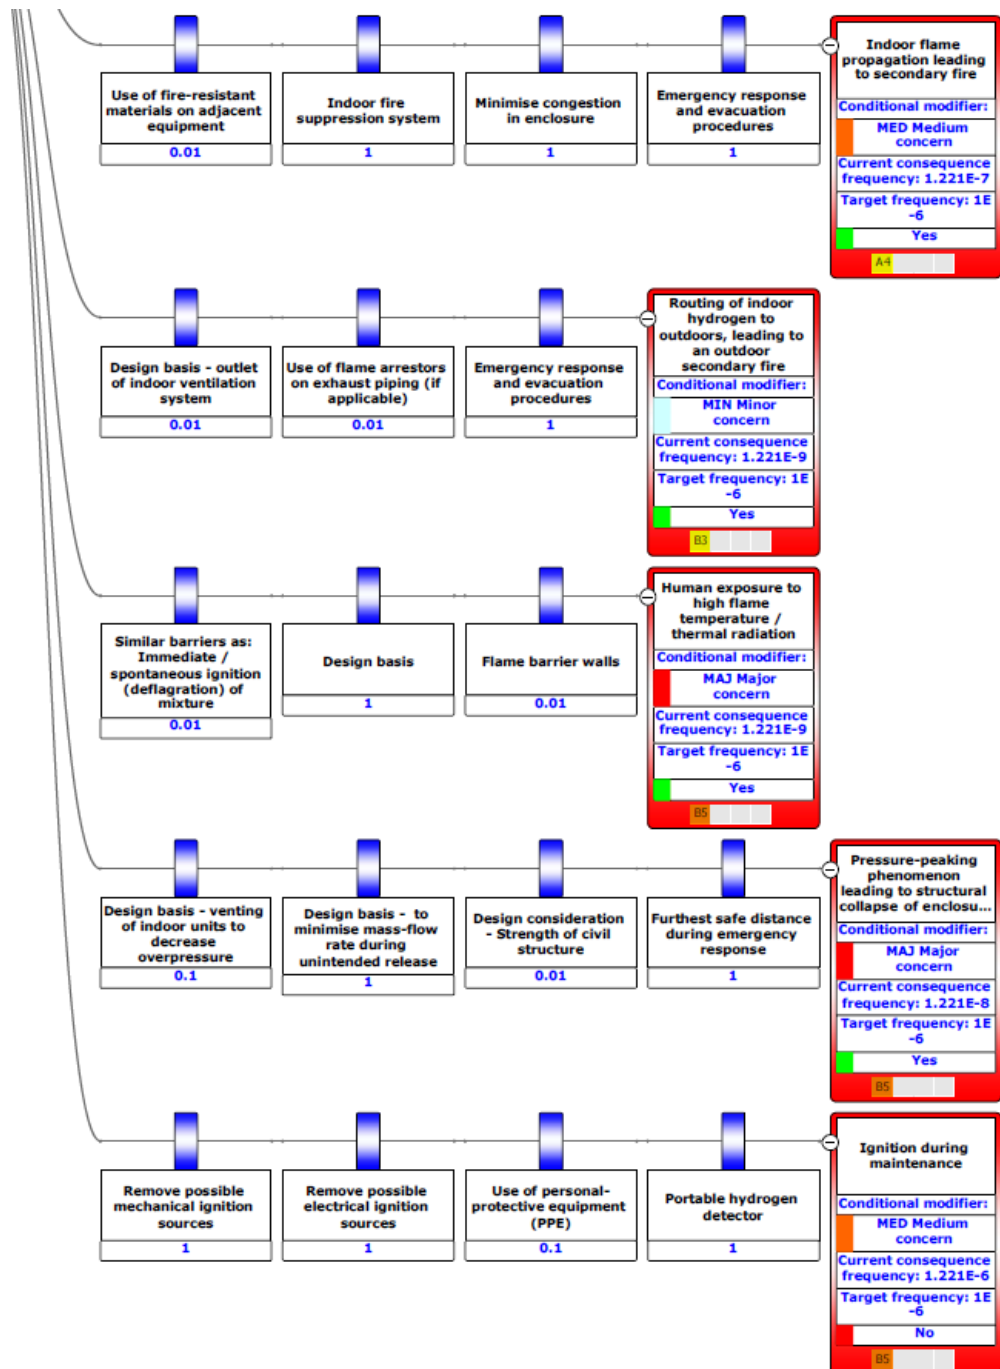 Use of fire-resistant
materials on adjacent
equipment
0.01
Indoor fire
suppression system
1
Minimise congestion
in enclosure
1
Emergency response
and evacuation
procedures
1
Indoor flame
propagation leading
to secondary fire
Conditional modifier:
MED Medium
concern
Current consequence
frequency: 1.221E-7
Target frequency: 1E
-6
Yes
A4
Design basis - outlet
of indoor ventilation
system
0.01
Use of flame arrestors
on exhaust piping (if
applicable)
0.01
Emergency response
and evacuation
procedures
1
Routing of indoor
hydrogen to
outdoors, leading to
an outdoor
secondary fire
Conditional modifier:
MIN Minor
concern
Current consequence
frequency: 1.221E-9
Target frequency: 1E
-6
Yes
B3
Similar barriers as:
Immediate /
spontaneous ignition
(deflagration) of
mixture
0.01
Design basis
1
Flame barrier walls
0.01
Human exposure to
high flame
temperature /
thermal radiation
Conditional modifier:
MAJ Major
concern
Current consequence
frequency: 1.221E-9
Target frequency: 1E
-6
Yes
B5
Design basis - venting
of indoor units to
decrease
overpressure
0.1
Design basis - to
minimise mass-flow
rate during
unintended release
1
Design consideration
- Strength of civil
structure
0.01
Furthest safe distance
during emergency
response
1
Pressure-peaking
phenomenon
leading to structural
collapse of enclosu...
Conditional modifier:
MAJ Major
concern
Current consequence
frequency: 1.221E-8
Target frequency: 1E
-6
Yes
B5
Remove possible
mechanical ignition
sources
1
Remove possible
electrical ignition
sources
1
Use of personal-
protective equipment
(PPE)
0.1
Portable hydrogen
detector
1
Ignition during
maintenance
Conditional modifier:
MED Medium
concern
Current consequence
frequency: 1.221E-6
Target frequency: 1E
-6
No
B5